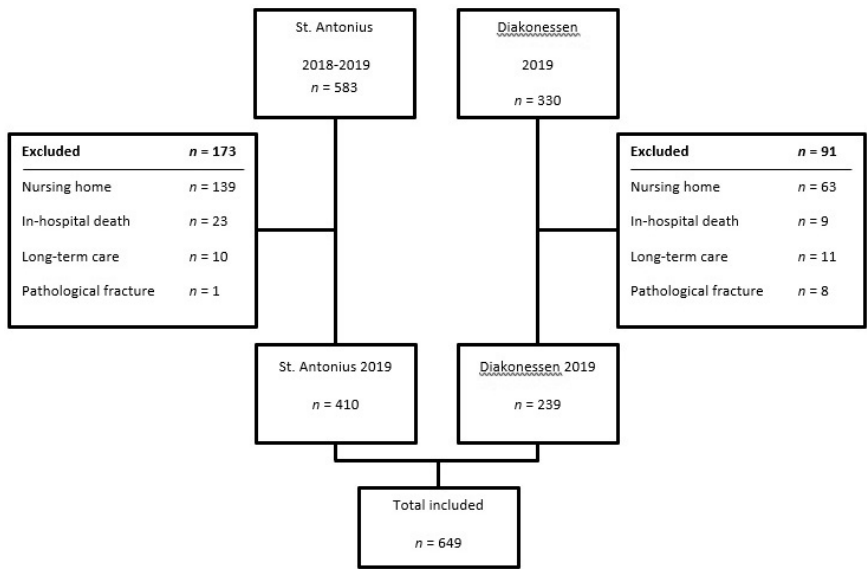 St. Antonius
2018-2019
n = 583
Diakonessen
2019
n = 330
Excluded n = 173
Nursing home n = 139
In-hospital death n = 23
Long-term care n = 10
Pathological fracture n = 1
Excluded n = 91
Nursing home n = 63
In-hospital death n = 9
Long-term care n = 11
Pathological fracture n = 8
St. Antonius 2019
n = 410
Diakonessen 2019
n = 239
Total included
n = 649